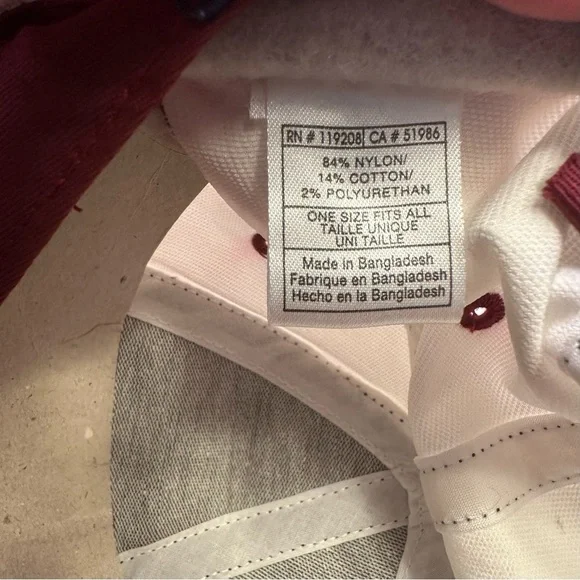 RN # 119208 CA # 51986
84% NYLON/
14% COTTON/
2% POLYURETHAN
ONE SIZE FITS ALL
TAILLE UNIQUE
UNI TAILLE
Made in Bangladesh
Fabrique en Bangladesh
Hecho en la Bangladesh